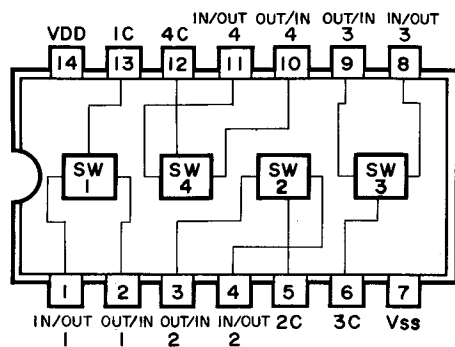 IN/OUT OUT/IN OUT/IN IN/OUT
VDD 1C 4C 4 4 3 3
14 13 12 11 10 9 8
SW 1
SW 4
SW 2
SW 3
1 2 3 4 5 6 7
IN/OUT OUT/IN OUT/IN IN/OUT 2C 3C Vss
1 1 2 2